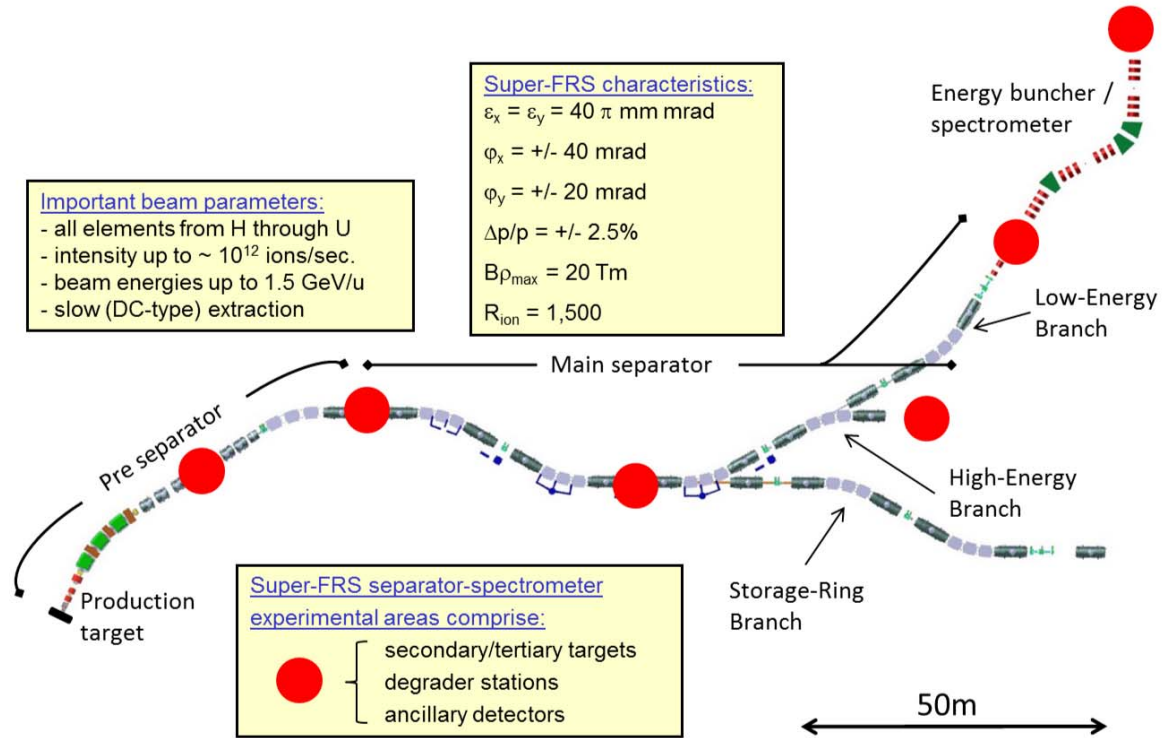 Super-FRS characteristics:
εx = εy = 40 π mm mrad
φx = +/- 40 mrad
φy = +/- 20 mrad
Δp/p = +/- 2.5%
Bρmax = 20 Tm
Rion = 1,500
Energy buncher /
spectrometer
Important beam parameters:
- all elements from H through U
- intensity up to ~ 10¹² ions/sec.
- beam energies up to 1.5 GeV/u
- slow (DC-type) extraction
Low-Energy
Branch
Main separator
Pre separator
High-Energy
Branch
Production
target
Storage-Ring
Branch
Super-FRS separator-spectrometer
experimental areas comprise:
secondary/tertiary targets
degrader stations
ancillary detectors
50m